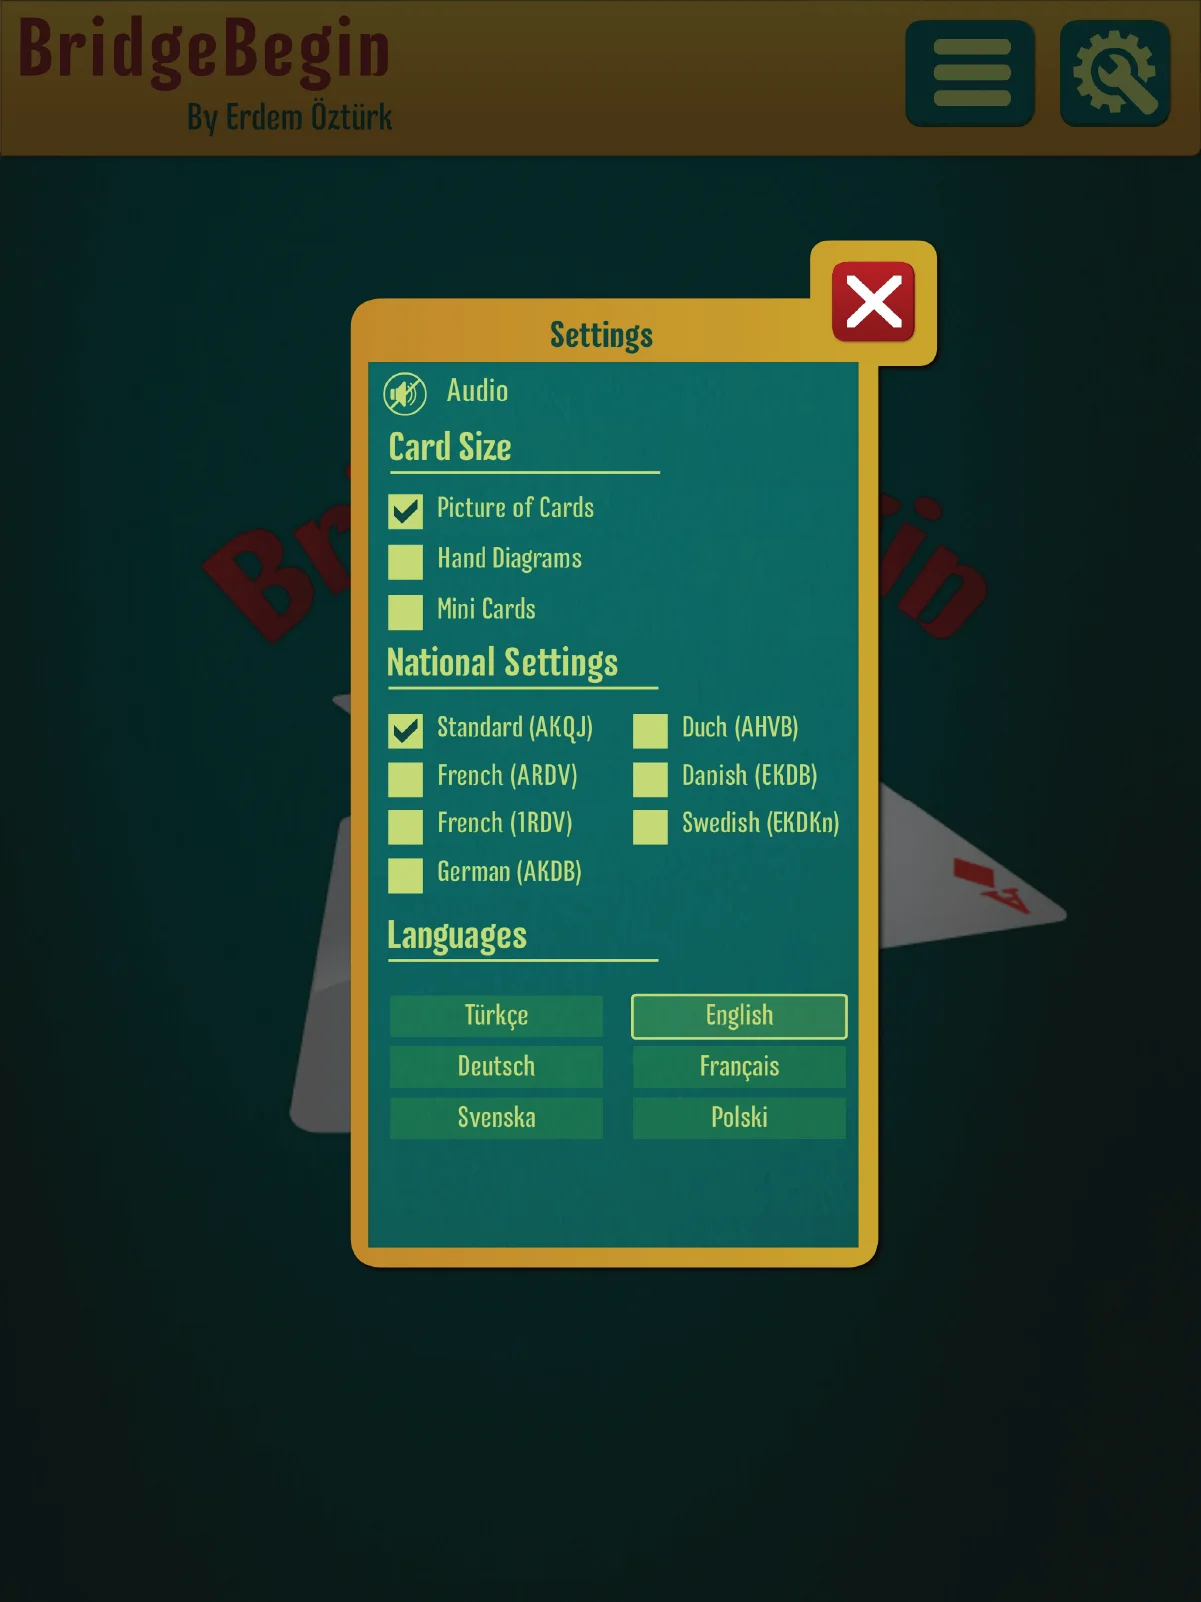 BridgeBegin
By Erdem Öztürk
Settings
Audio
Card Size
Picture of Cards
Hand Diagrams
Mini Cards
National Settings
Standard (AKQJ)
Duch (AHVB)
French (ARDV)
Danish (EKDB)
French (1RDV)
Swedish (EKDKn)
German (AKDB)
Languages
Türkçe
English
Deutsch
Français
Svenska
Polski
A